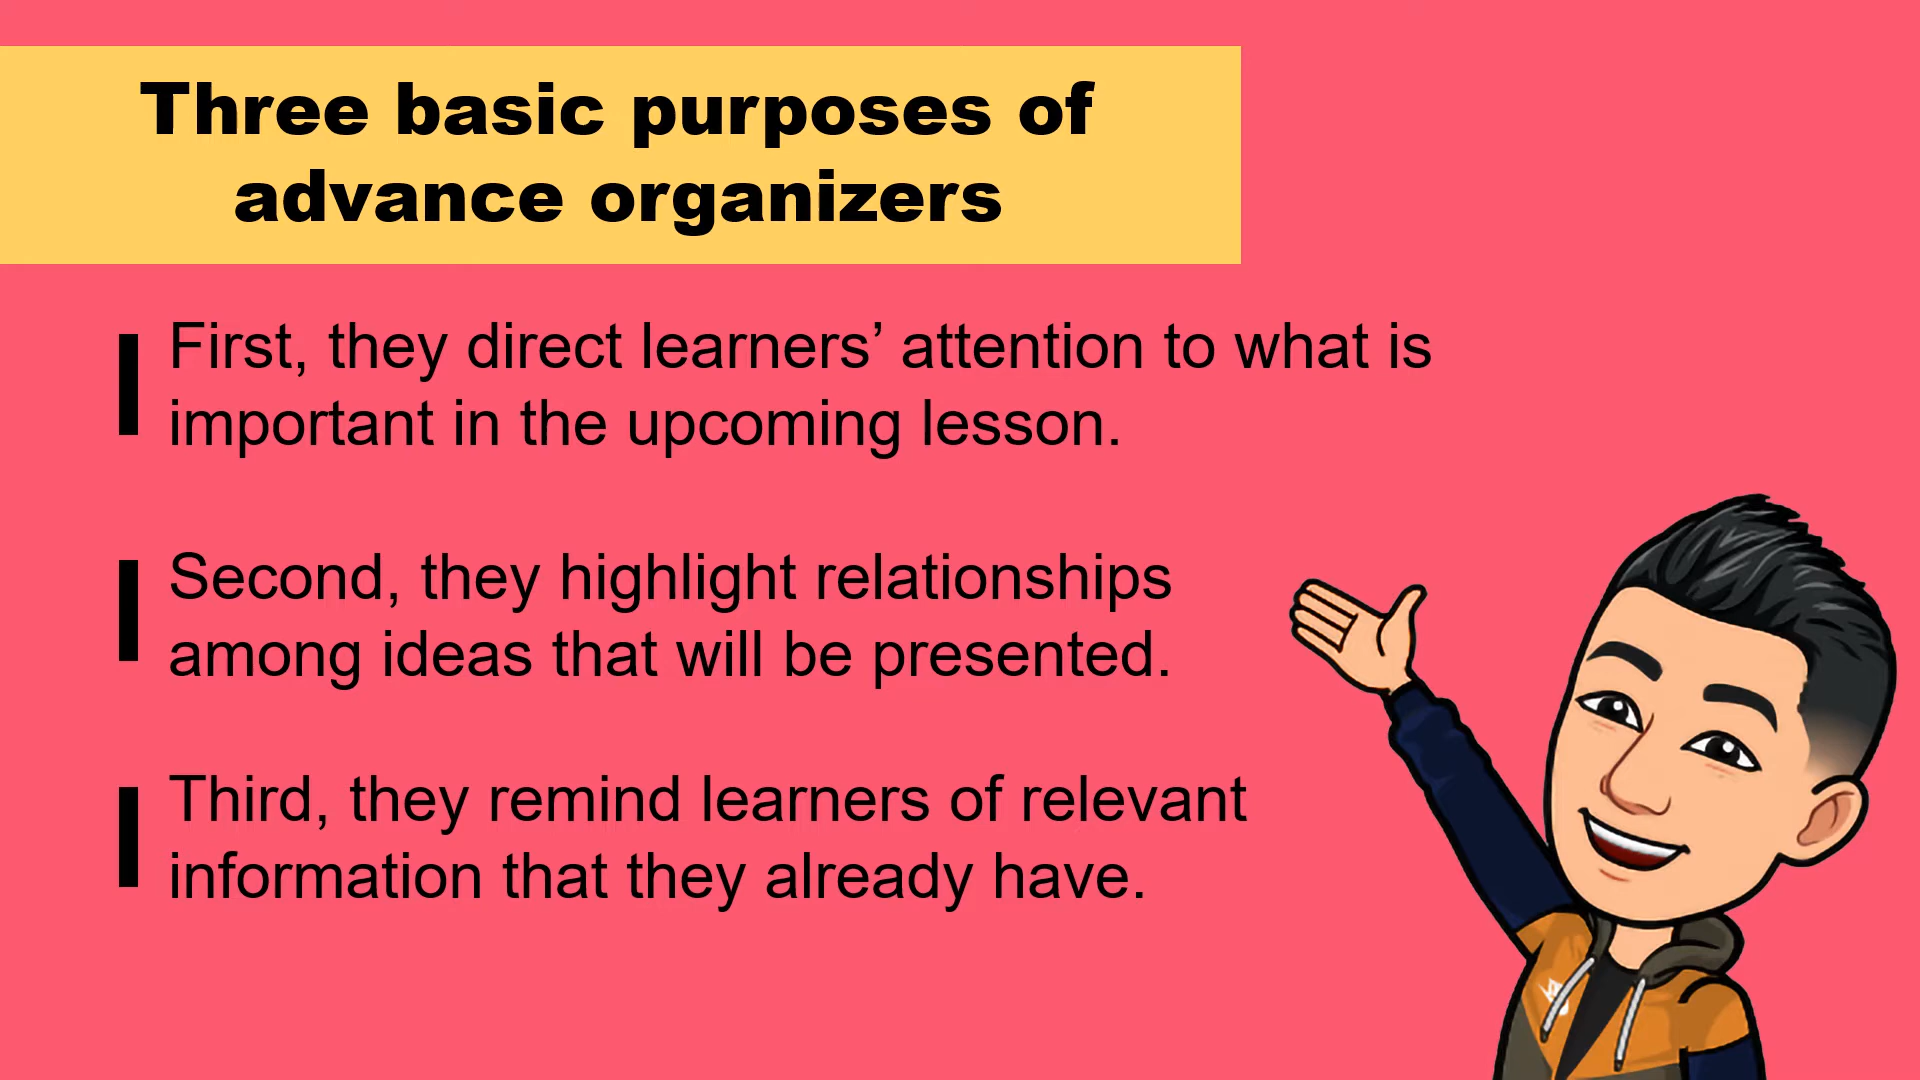 Three basic purposes of
advance organizers
First, they direct learners’ attention to what is
important in the upcoming lesson.
Second, they highlight relationships
among ideas that will be presented.
Third, they remind learners of relevant
information that they already have.